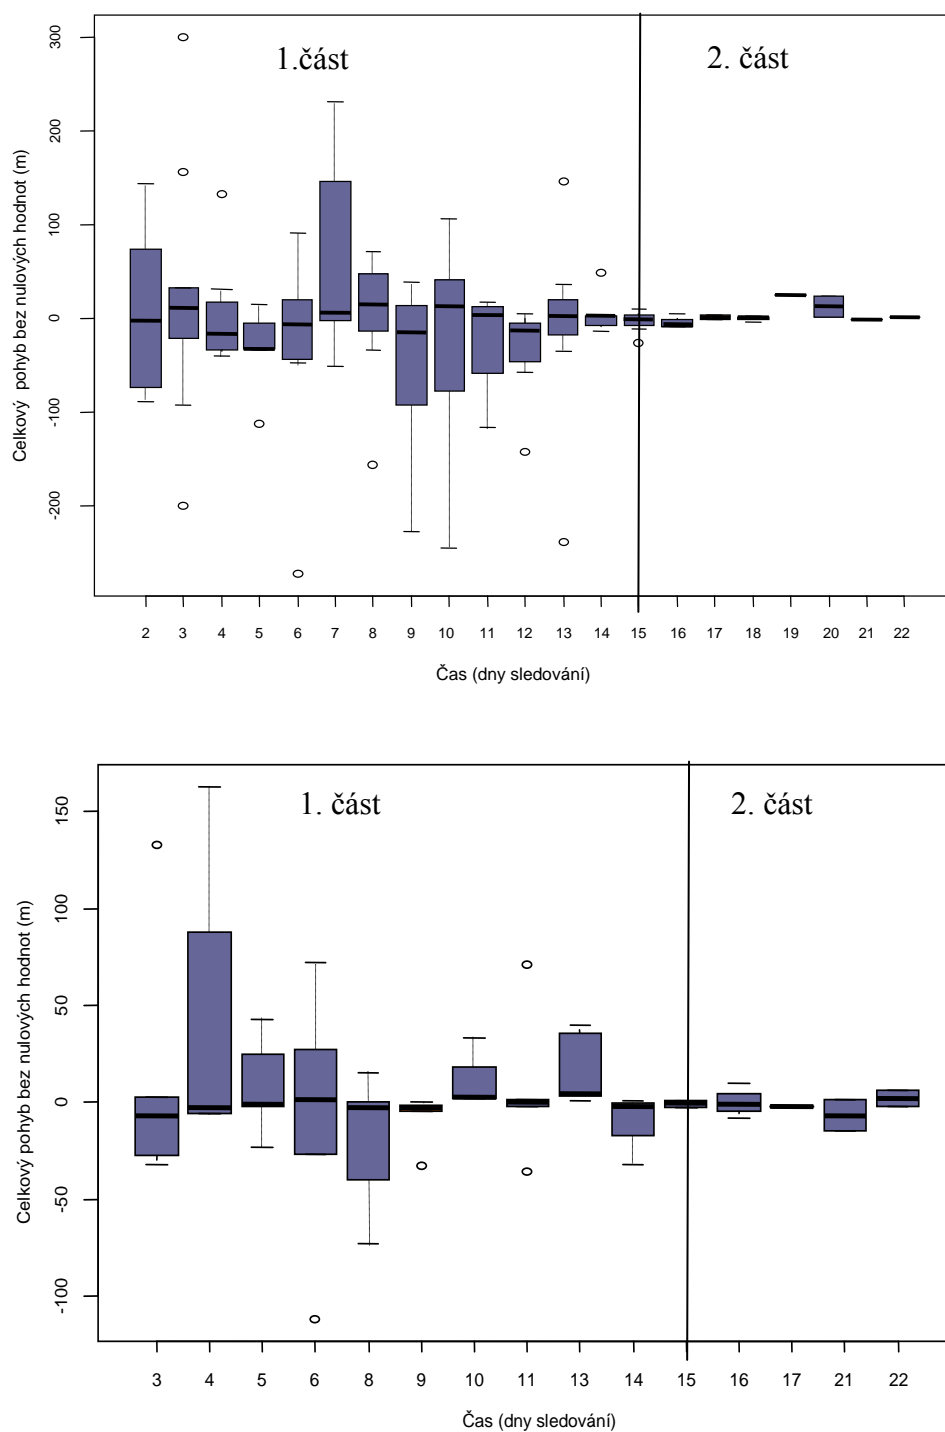 1.část
2. část
300
200
100
0
-100
-200
Celkový pohyb bez nulových hodnot (m)
2 3 4 5 6 7 8 9 10 11 12 13 14 15 16 17 18 19 20 21 22
Čas (dny sledování)
1. část
2. část
150
100
50
0
-50
-100
Celkový pohyb bez nulových hodnot (m)
3 4 5 6 8 9 10 11 13 14 15 16 17 21 22
Čas (dny sledování)